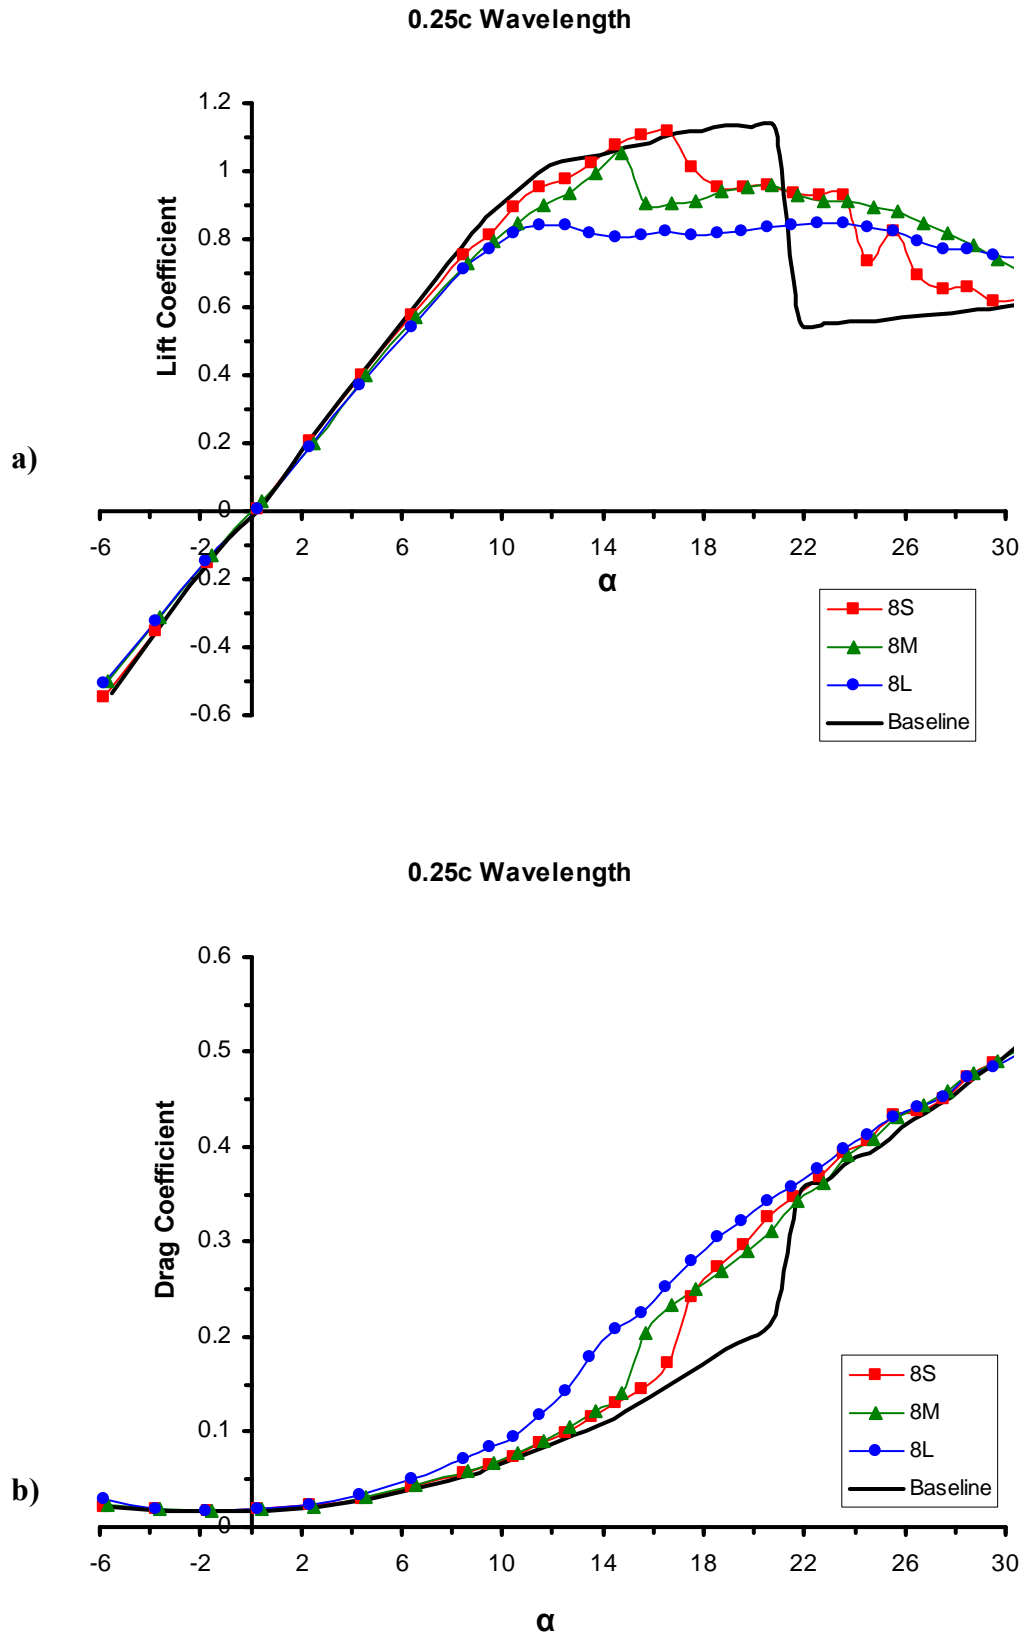 0.25c Wavelength
1.2
1
0.8
0.6
0.4
0.2
0
-0.2
-0.4
-0.6
Lift Coefficient
a)
-6 -2 2 6 10 14 18 22 26 30
α
8S
8M
8L
Baseline
0.25c Wavelength
0.6
0.5
0.4
0.3
0.2
0.1
0
Drag Coefficient
b)
-6 -2 2 6 10 14 18 22 26 30
α
8S
8M
8L
Baseline